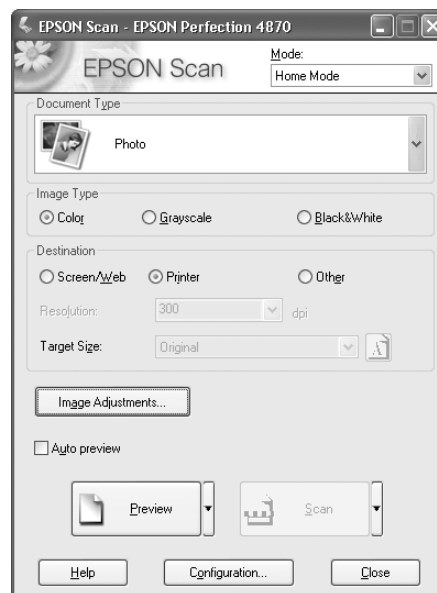 EPSON Scan - EPSON Perfection 4870
EPSON Scan
Mode:
Home Mode
Document Type
Photo
Image Type
Color
Grayscale
Black&White
Destination
Screen/Web
Printer
Other
Resolution:
300
dpi
Target Size:
Original
A
Image Adjustments...
Auto preview
Preview
Scan
Help
Configuration...
Close